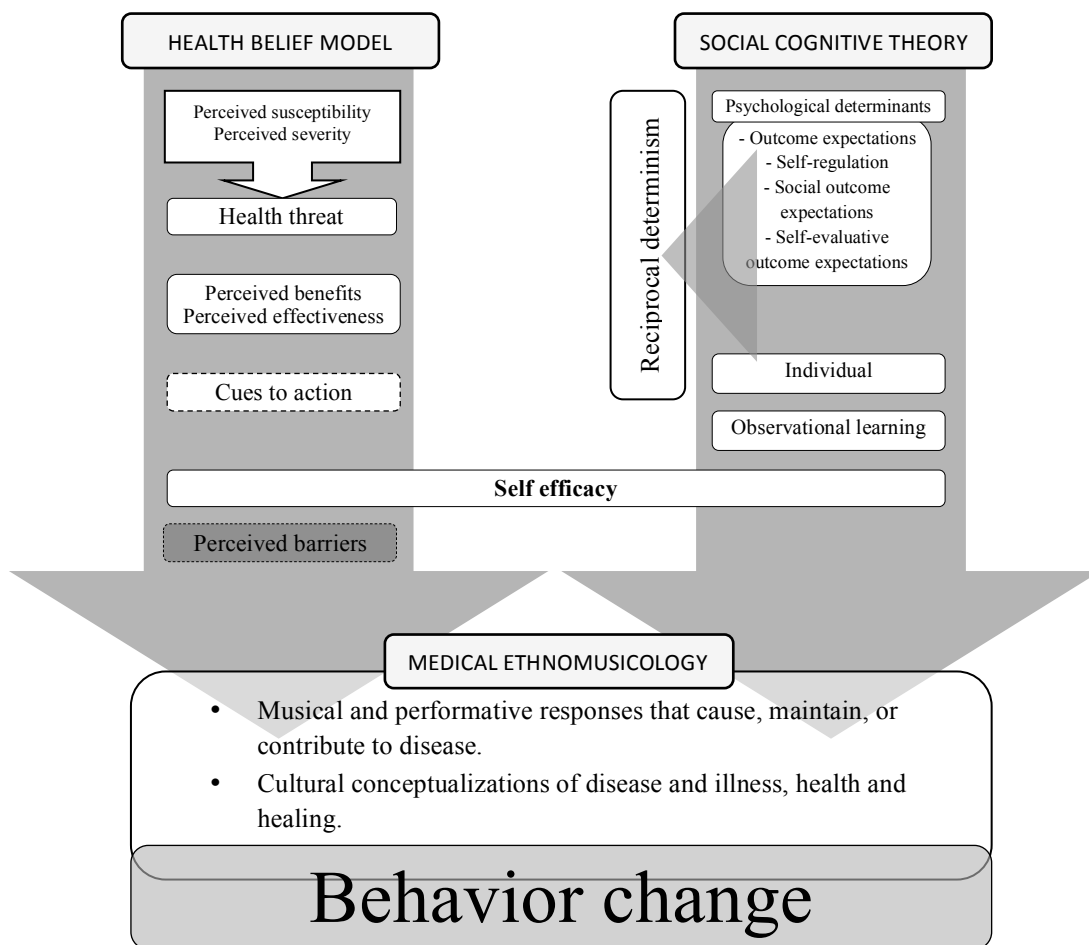 HEALTH BELIEF MODEL
Perceived susceptibility
Perceived severity
Health threat
Perceived benefits
Perceived effectiveness
Cues to action
SOCIAL COGNITIVE THEORY
Reciprocal determinism
Psychological determinants
- Outcome expectations
- Self-regulation
- Social outcome
expectations
- Self-evaluative
outcome expectations
Individual
Observational learning
Self efficacy
Perceived barriers
MEDICAL ETHNOMUSICOLOGY
• Musical and performative responses that cause, maintain, or
contribute to disease.
• Cultural conceptualizations of disease and illness, health and
healing.
Behavior change